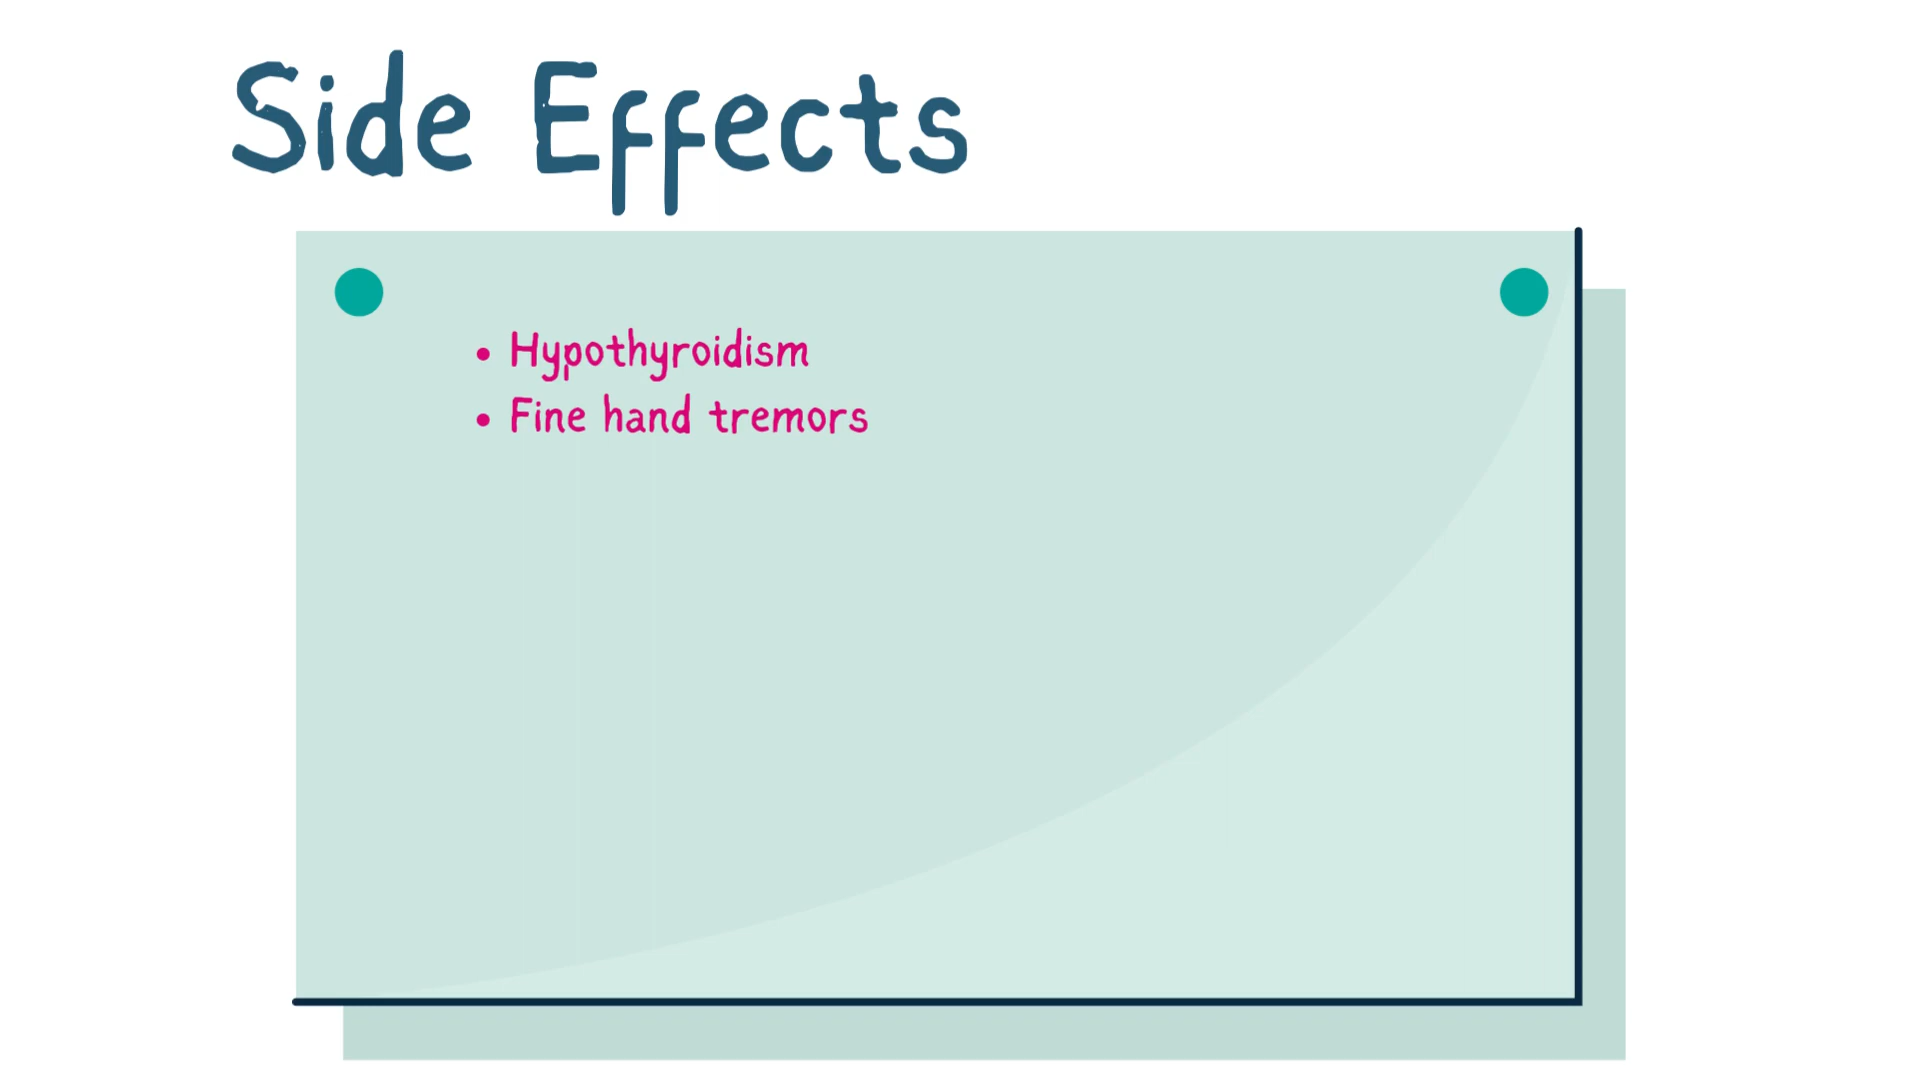 Side Effects
• Hypothyroidism
• Fine hand tremors